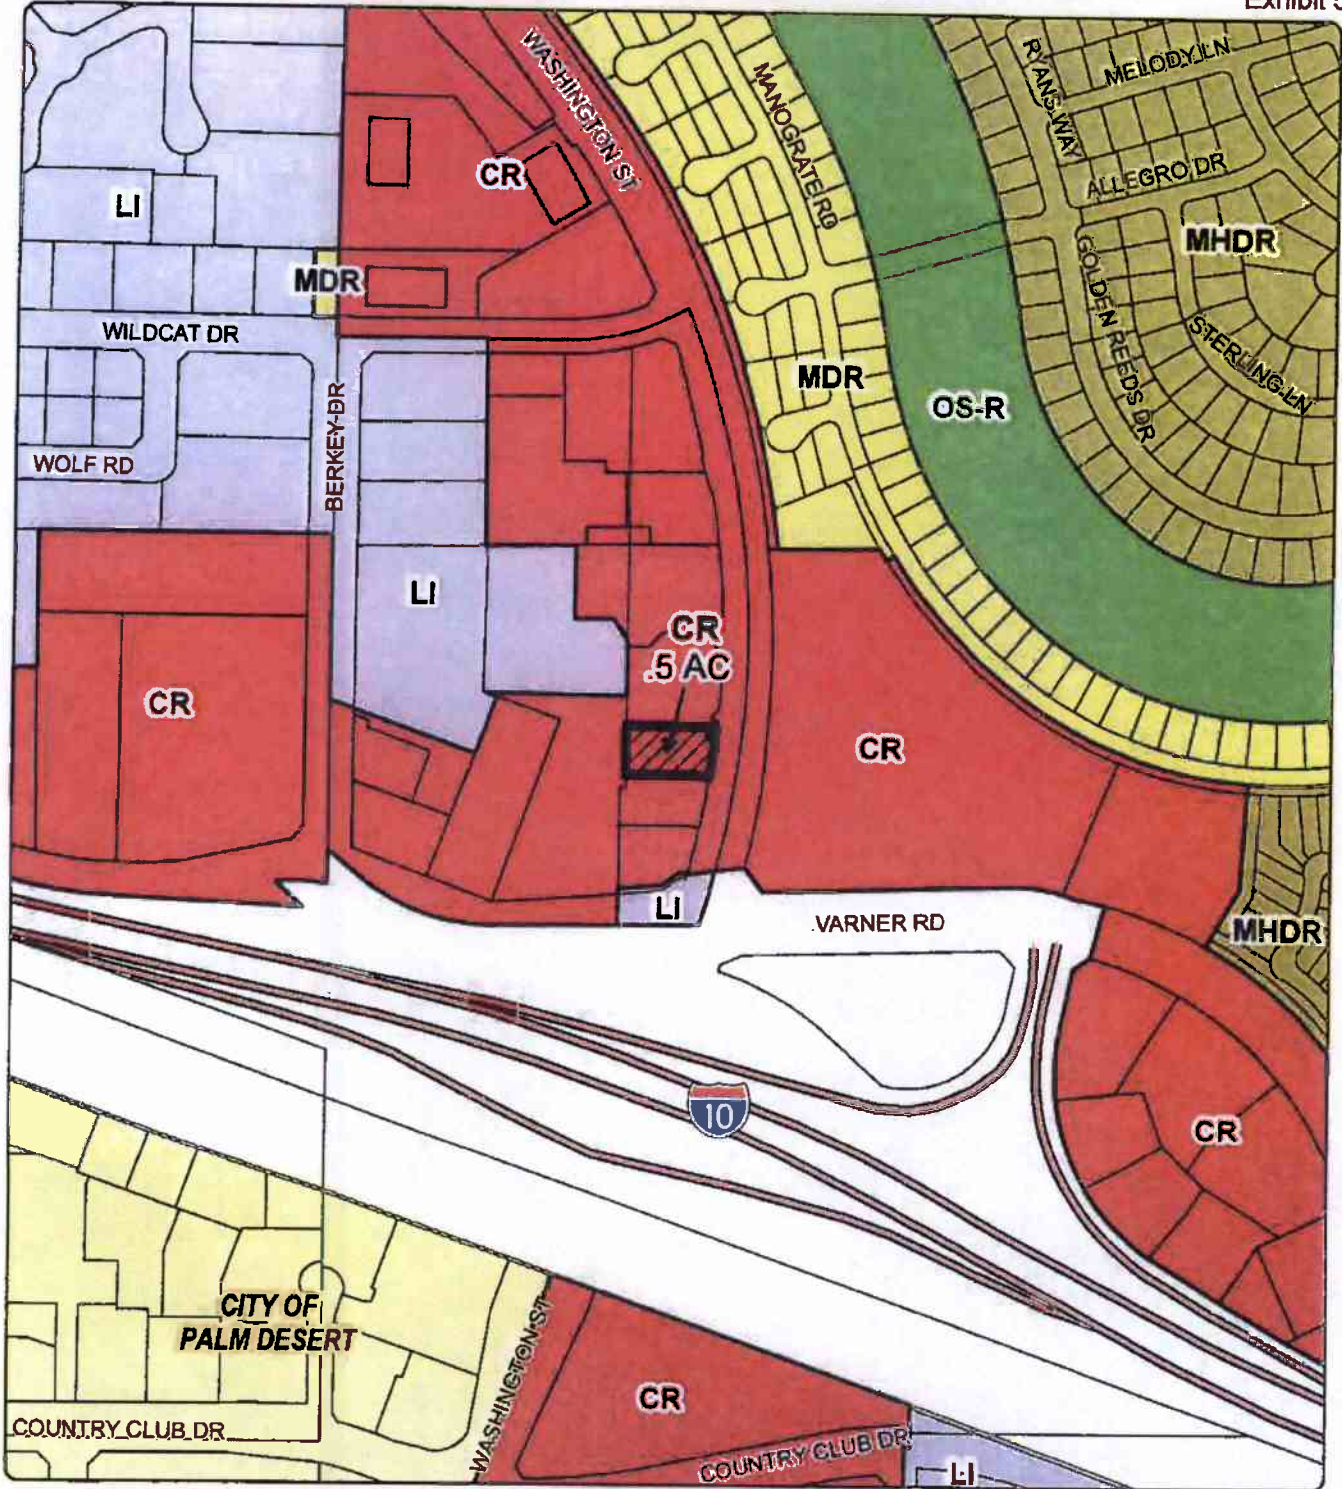 Exhibit 5
WASHINGTON ST
MANOGRATE RD
RYANS WAY
MELODY LN
CR
ALLEGRO DR
LI
MHDR
MDR
GOLDEN REEDS DR
WILDCAT DR
STERLING LN
MDR
OS-R
BERKEY DR
WOLF RD
LI
CR
.5 AC
CR
CR
LI
VARNER RD
MHDR
10
CR
CITY OF
PALM DESERT
WASHINGTON ST
CR
COUNTRY CLUB DR
COUNTRY CLUB DR
LI